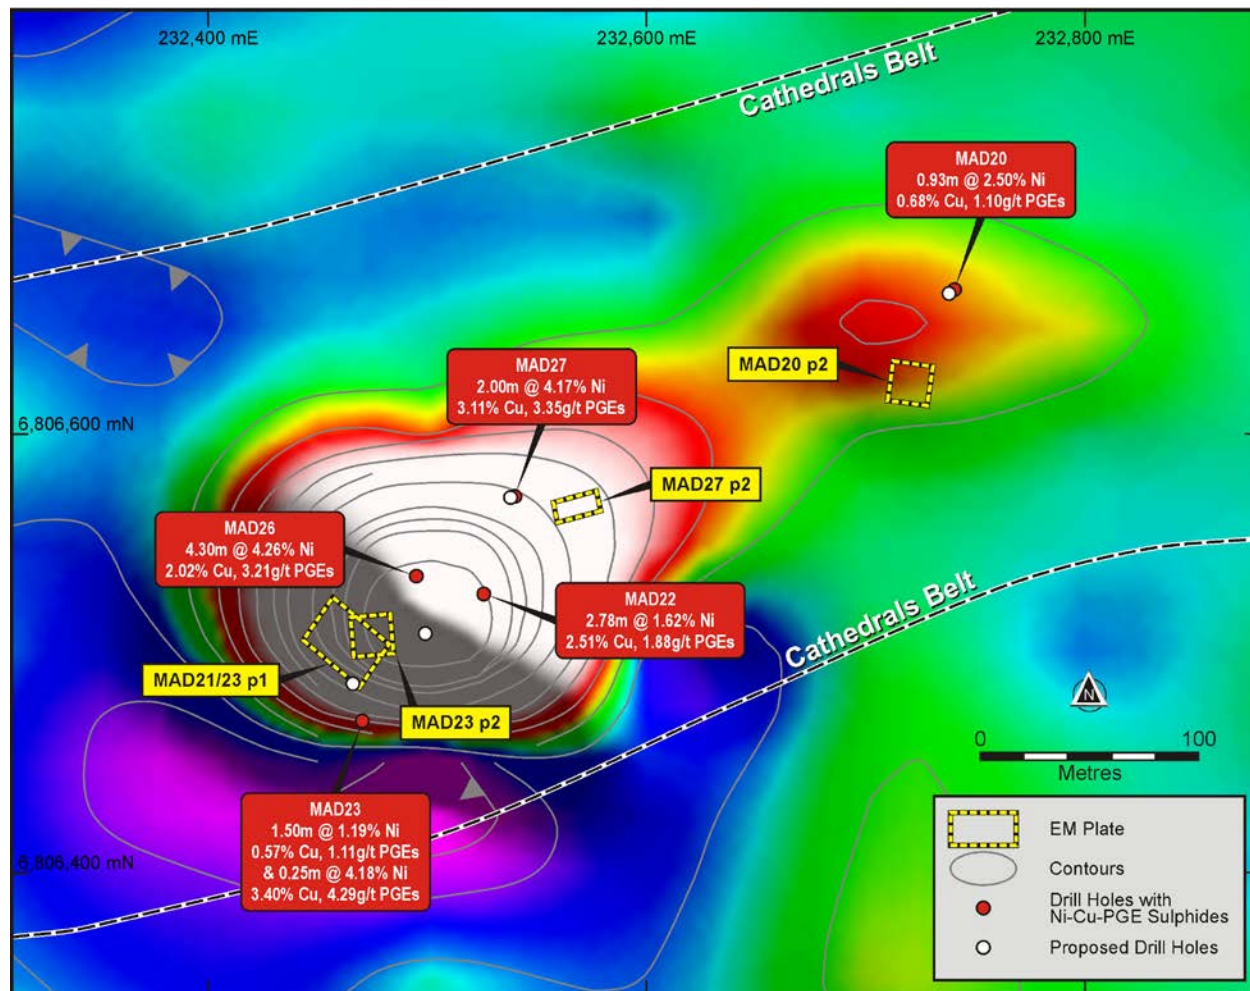 232,400 mE
232,600 mE
232,800 mE
Cathedrals Belt
MAD20
0.93m @ 2.50% Ni
0.68% Cu, 1.10g/t PGEs
MAD27
2.00m @ 4.17% Ni
3.11% Cu, 3.35g/t PGEs
MAD20 p2
6,806,600 mN
MAD27 p2
MAD26
4.30m @ 4.26% Ni
2.02% Cu, 3.21g/t PGEs
MAD22
2.78m @ 1.62% Ni
2.51% Cu, 1.88g/t PGEs
Cathedrals Belt
MAD21/23 p1
MAD23 p2
N
0
100
Metres
MAD23
1.50m @ 1.19% Ni
0.57% Cu, 1.11g/t PGEs
& 0.25m @ 4.18% Ni
3.40% Cu, 4.29g/t PGEs
6,806,400 mN
EM Plate
Contours
Drill Holes with
Ni-Cu-PGE Sulphides
Proposed Drill Holes